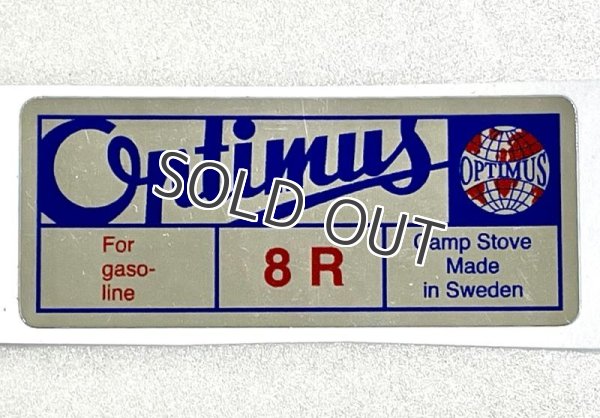 Optimus
OPTIMUS
SOLD OUT
For
gaso-
line
8 R
Camp Stove
Made
in Sweden